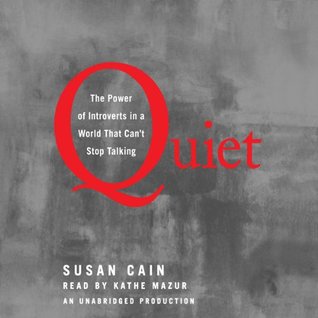 The Power
of Introverts in a
World That Can't
Stop Talking
Quiet
SUSAN CAIN
READ BY KATHE MAZUR
AN UNABRIDGED PRODUCTION